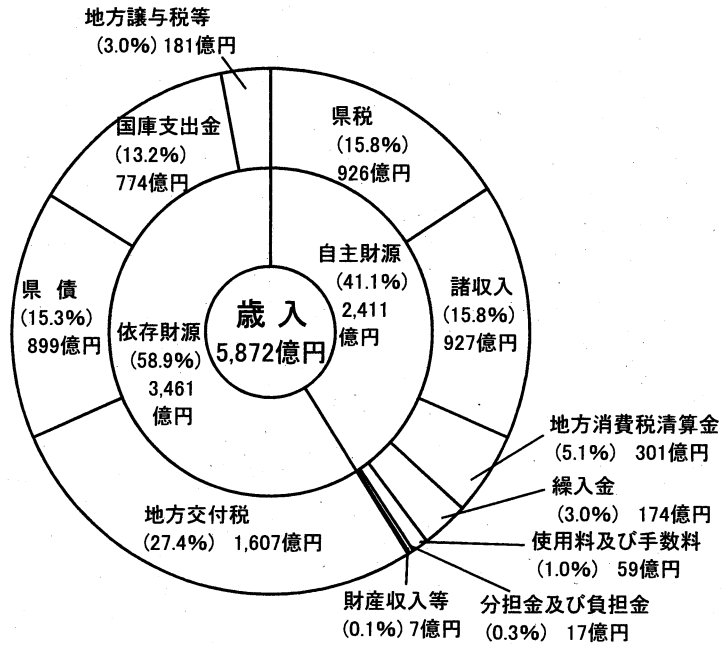 地方譲与税等
(3.0%) 181億円
国庫支出金
(13.2%)
774億円
県税
(15.8%)
926億円
自主財源
(41.1%)
2,411
億円
諸収入
(15.8%)
927億円
県 債
(15.3%)
899億円
依存財源
(58.9%)
3,461
億円
歳 入
5,872億円
地方消費税清算金
(5.1%) 301億円
繰入金
(3.0%) 174億円
使用料及び手数料
(1.0%) 59億円
分担金及び負担金
(0.3%) 17億円
財産収入等
(0.1%) 7億円
地方交付税
(27.4%) 1,607億円